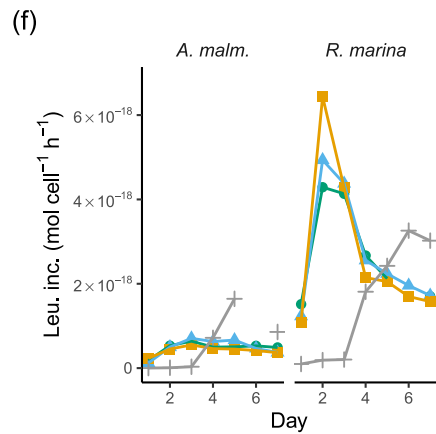 (f)
A. malm. R. marina
Leu. inc. (mol cell⁻¹ h⁻¹)
6 × 10⁻¹⁸
4 × 10⁻¹⁸
2 × 10⁻¹⁸
0
2 4 6 2 4 6
Day